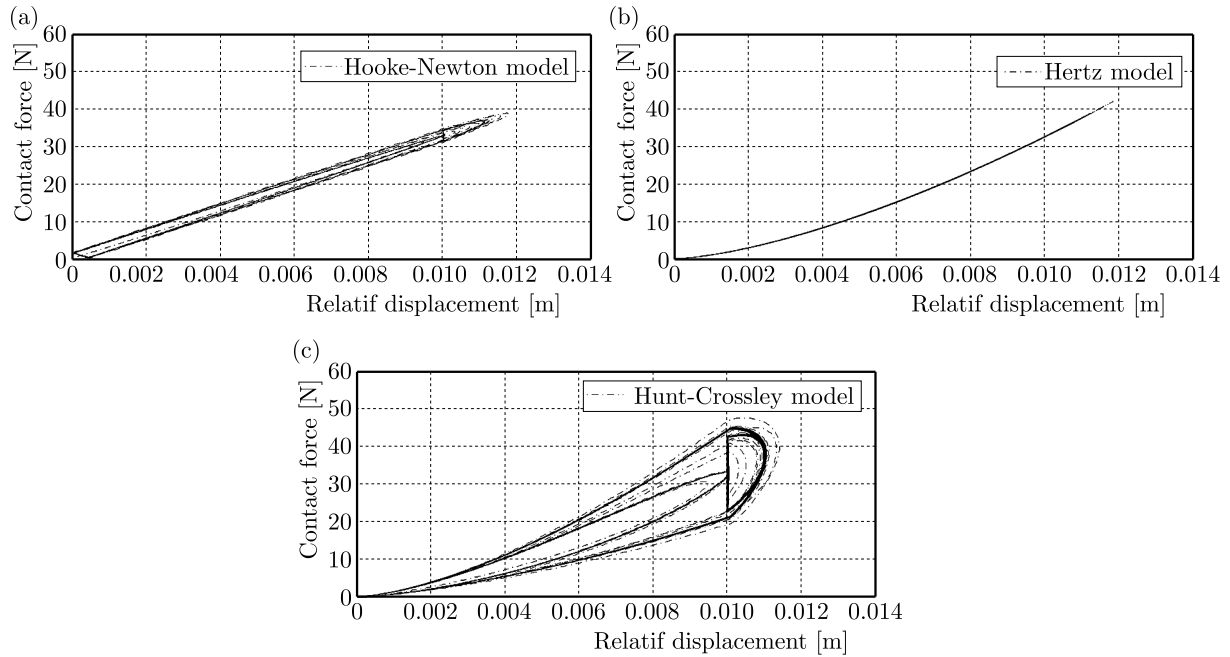 (a)
60
50
40
30
20
10
0
Contact force [N]
Hooke-Newton model
0 0.002 0.004 0.006 0.008 0.010 0.012 0.014
Relatif displacement [m]
(b)
60
50
40
30
20
10
0
Contact force [N]
Hertz model
0 0.002 0.004 0.006 0.008 0.010 0.012 0.014
Relatif displacement [m]
(c)
60
50
40
30
20
10
0
Contact force [N]
Hunt-Crossley model
0 0.002 0.004 0.006 0.008 0.010 0.012 0.014
Relatif displacement [m]